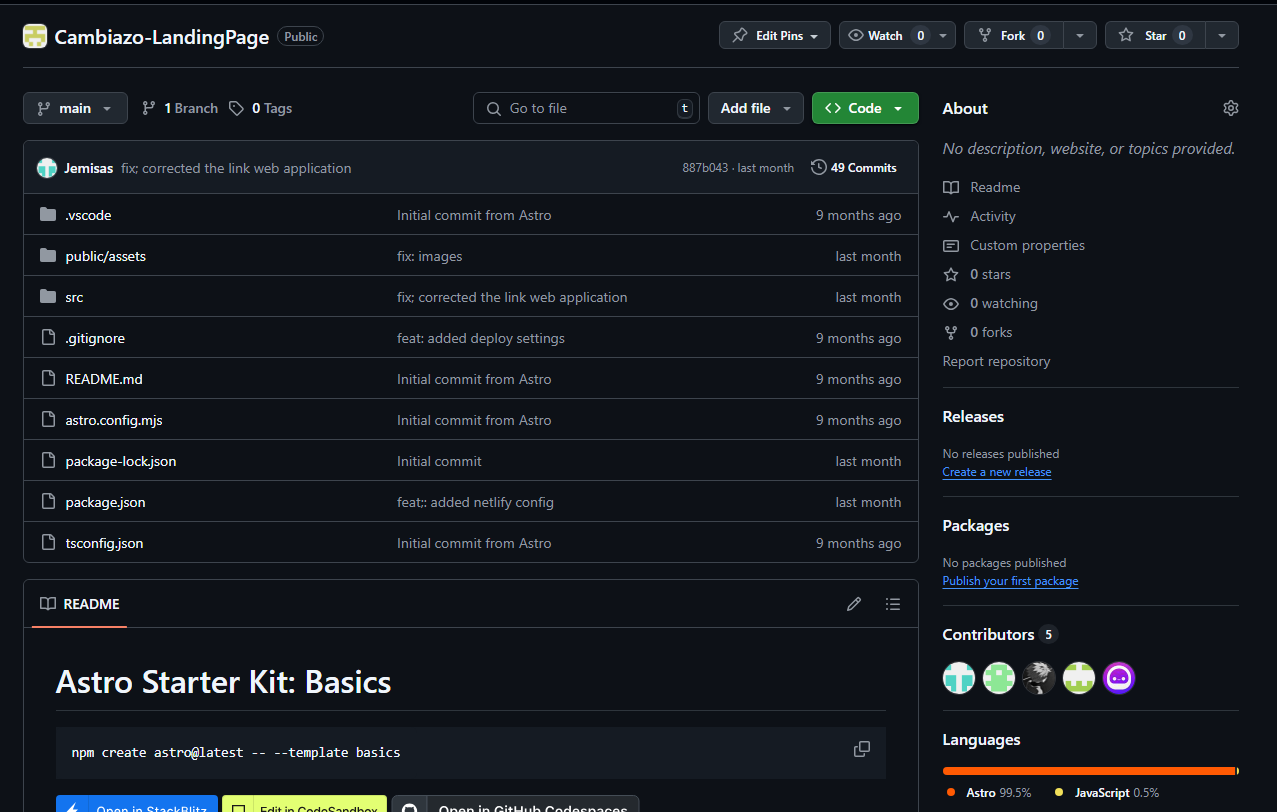 Cambiazo-LandingPage Public Edit Pins Watch 0 Fork 0 Star 0
main 1 Branch 0 Tags Go to file t Add file Code
Jemisas fix; corrected the link web application 887b043 · last month 49 Commits
.vscode Initial commit from Astro 9 months ago
public/assets fix: images last month
src fix; corrected the link web application last month
.gitignore feat: added deploy settings 9 months ago
README.md Initial commit from Astro 9 months ago
astro.config.mjs Initial commit from Astro 9 months ago
package-lock.json Initial commit last month
package.json feat;: added netlify config last month
tsconfig.json Initial commit from Astro 9 months ago
README
Astro Starter Kit: Basics
npm create astro@latest -- --template basics
Open in StackBlitz Edit in CodeSandbox Open in GitHub Codespaces
About
No description, website, or topics provided.
Readme
Activity
Custom properties
0 stars
0 watching
0 forks
Report repository
Releases
No releases published
Create a new release
Packages
No packages published
Publish your first package
Contributors 5
Languages
Astro 99.5% JavaScript 0.5%